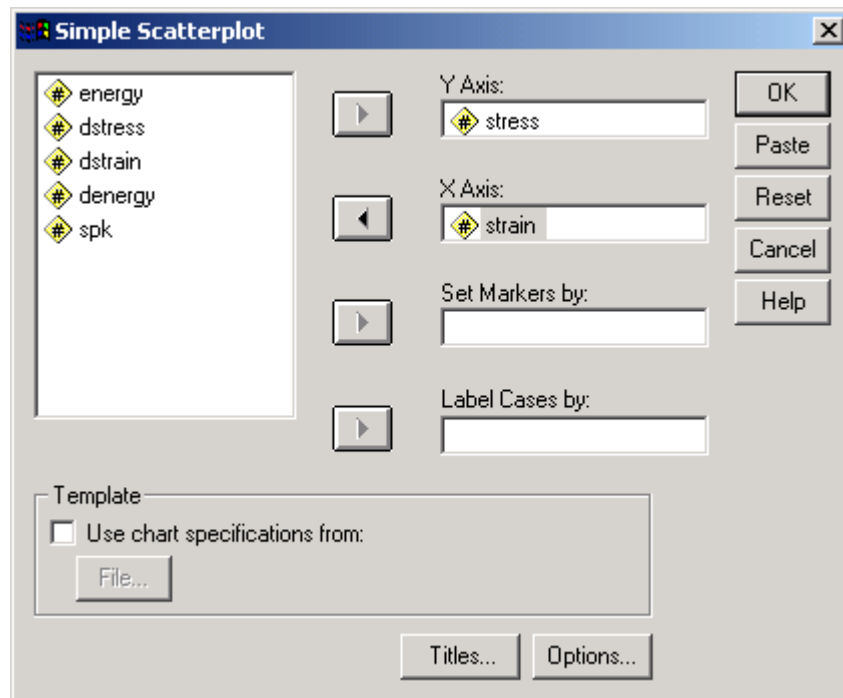 Simple Scatterplot
energy
dstress
dstrain
denergy
spk
Y Axis:
stress
X Axis:
strain
Set Markers by:
Label Cases by:
OK
Paste
Reset
Cancel
Help
Template
Use chart specifications from:
File...
Titles...
Options...